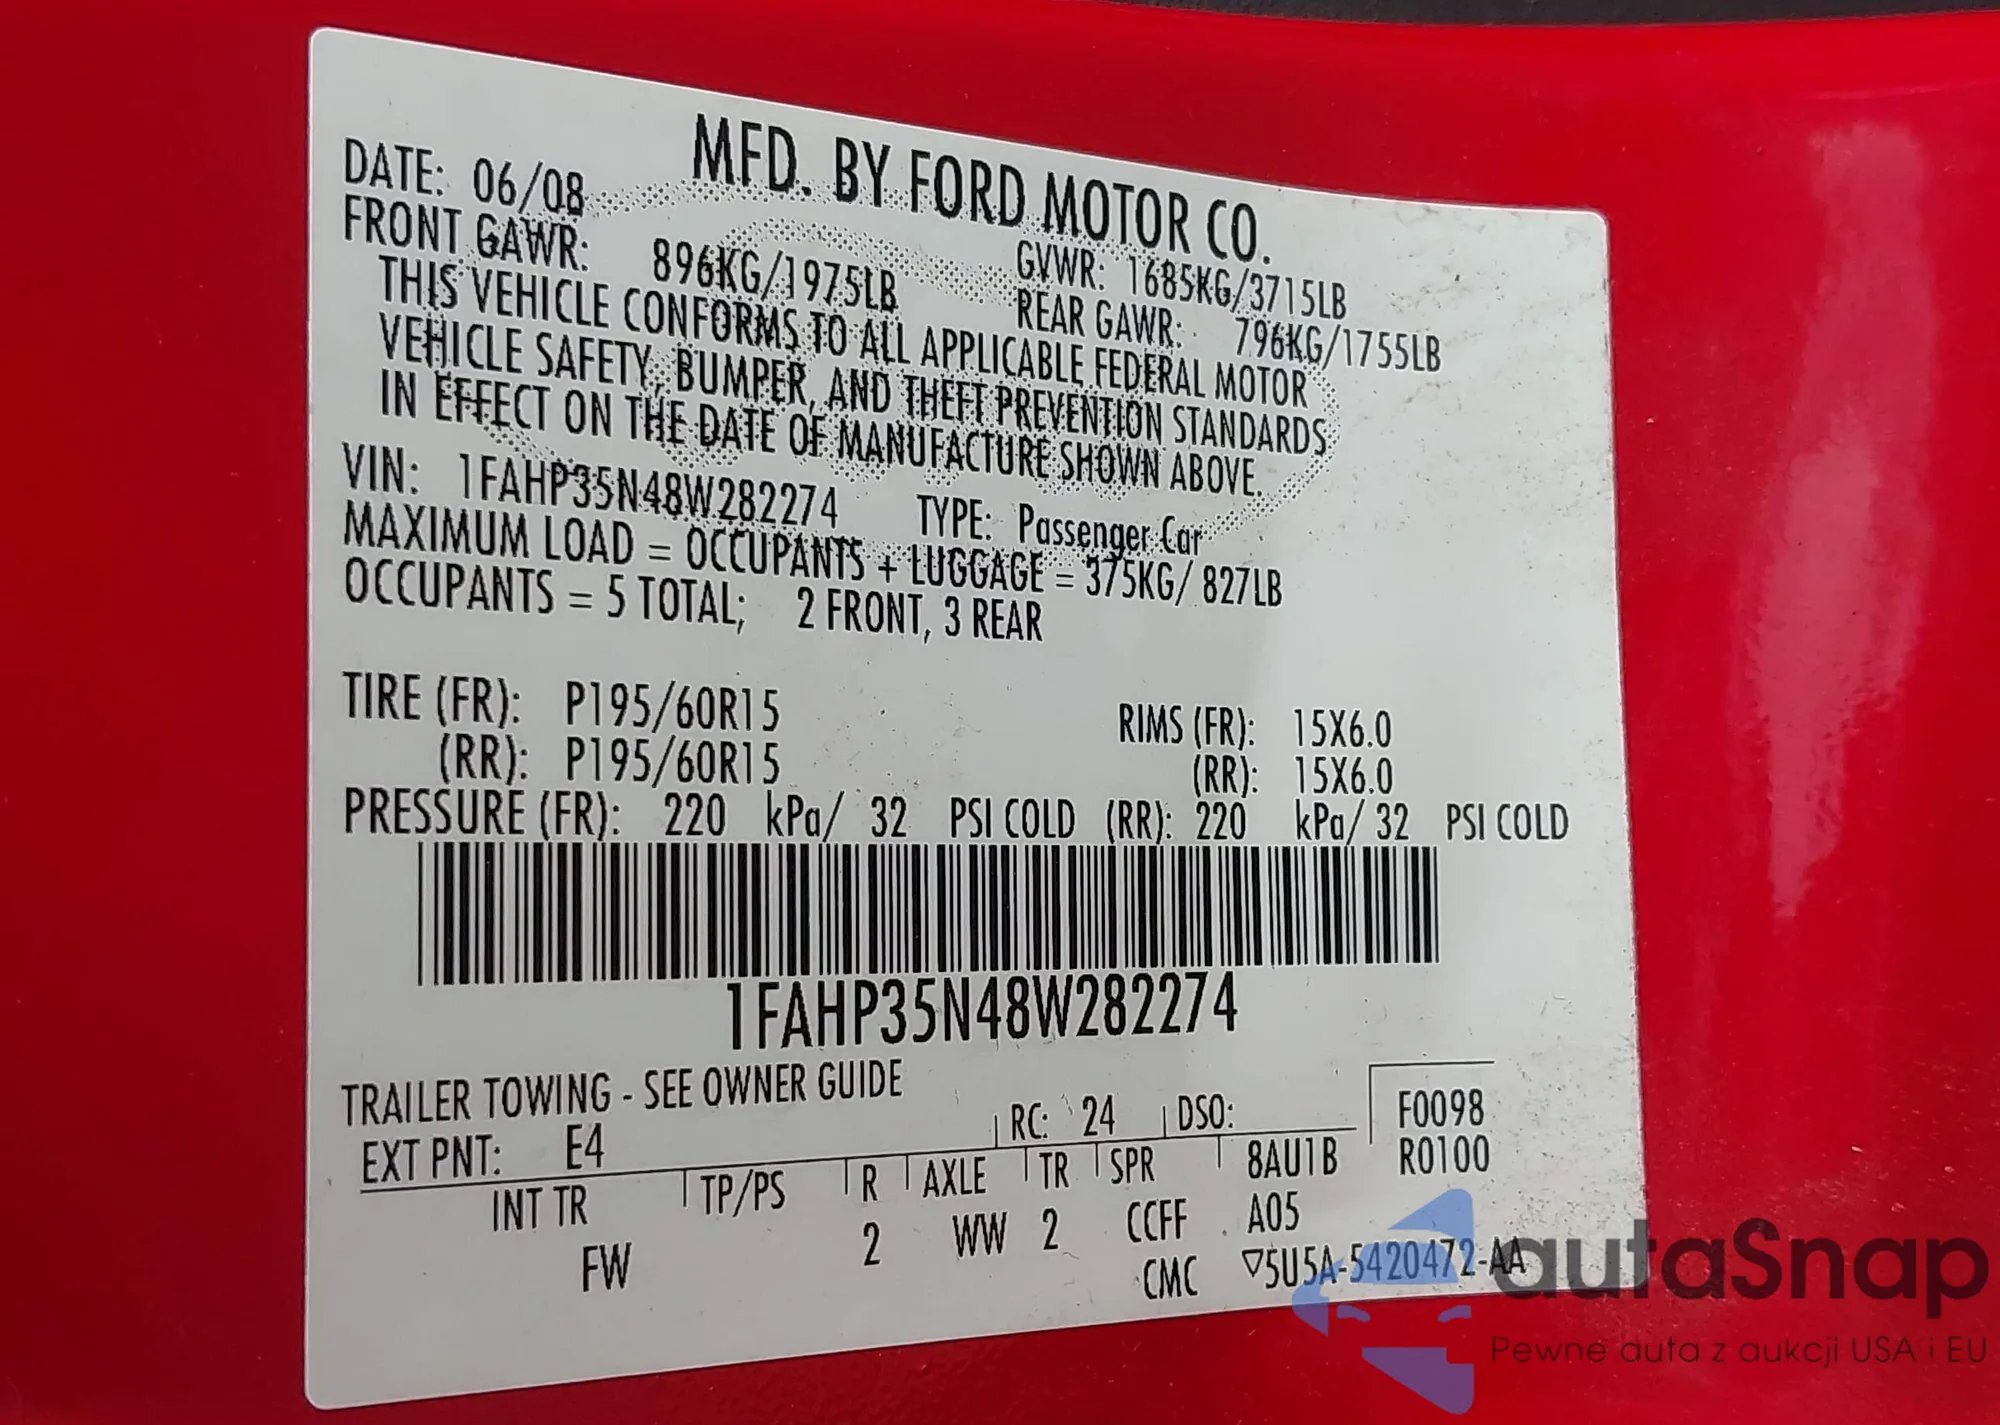 MFD. BY FORD MOTOR CO.
DATE: 06/08
GVWR: 1685KG/3715LB
FRONT GAWR: 896KG/1975LB
REAR GAWR: 796KG/1755LB
THIS VEHICLE CONFORMS TO ALL APPLICABLE FEDERAL MOTOR
VEHICLE SAFETY, BUMPER, AND THEFT PREVENTION STANDARDS
IN EFFECT ON THE DATE OF MANUFACTURE SHOWN ABOVE.
VIN: 1FAHP35N48W282274 TYPE: Passenger Car
MAXIMUM LOAD = OCCUPANTS + LUGGAGE = 375KG/ 827LB
OCCUPANTS = 5 TOTAL; 2 FRONT, 3 REAR
TIRE (FR): P195/60R15 RIMS (FR): 15X6.0
(RR): P195/60R15 (RR): 15X6.0
PRESSURE (FR): 220 kPa/ 32 PSI COLD (RR): 220 kPa/ 32 PSI COLD
1FAHP35N48W282274
TRAILER TOWING - SEE OWNER GUIDE
EXT PNT: E4 RC: 24 DSO: F0098
INT TR TP/PS R AXLE TR SPR 8AU1B R0100
FW 2 WW 2 CCFF A05
CMC ▽5U5A-5420472-AA
autaSnap
Pewne auta z aukcji USA i EU